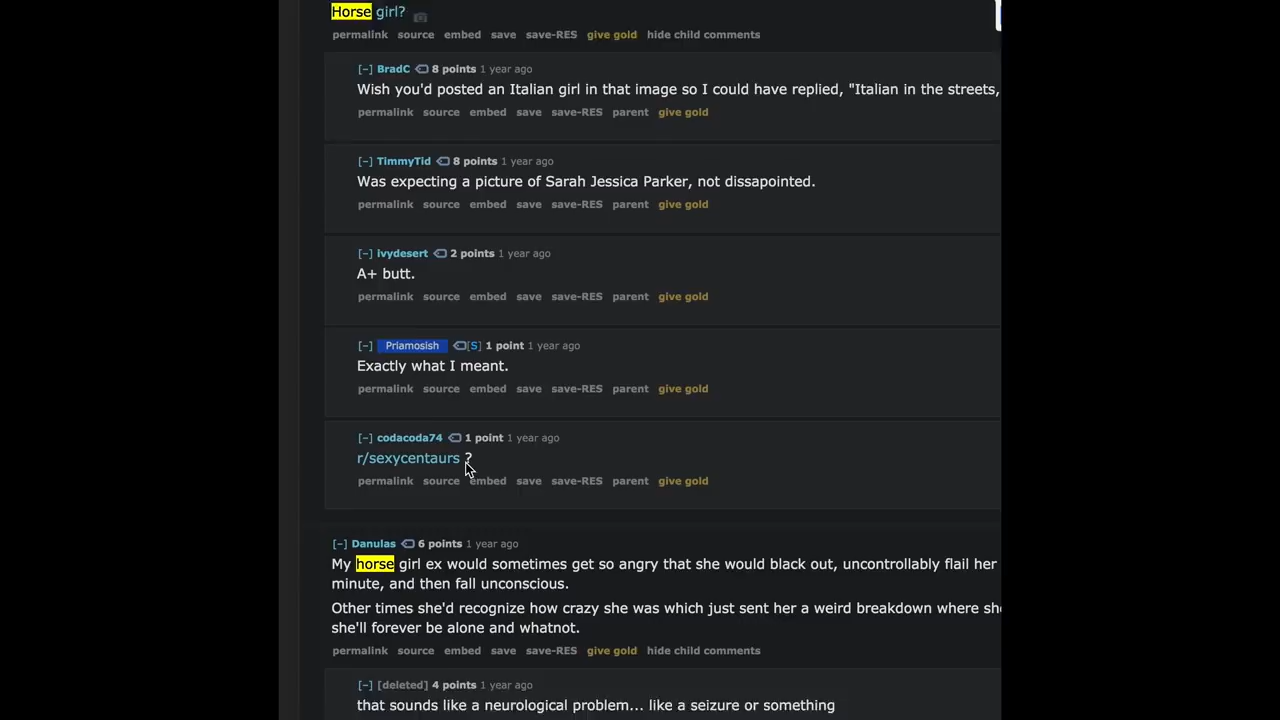 Horse girl?
permalink source embed save save-RES give gold hide child comments
[-] BradC 8 points 1 year ago
Wish you'd posted an Italian girl in that image so I could have replied, "Italian in the streets,
permalink source embed save save-RES parent give gold
[-] TimmyTid 8 points 1 year ago
Was expecting a picture of Sarah Jessica Parker, not dissapointed.
permalink source embed save save-RES parent give gold
[-] ivydesert 2 points 1 year ago
A+ butt.
permalink source embed save save-RES parent give gold
[-] Priamosish [S] 1 point 1 year ago
Exactly what I meant.
permalink source embed save save-RES parent give gold
[-] codacoda74 1 point 1 year ago
r/sexycentaurs ?
permalink source embed save save-RES parent give gold
[-] Danulas 6 points 1 year ago
My horse girl ex would sometimes get so angry that she would black out, uncontrollably flail her
minute, and then fall unconscious.
Other times she'd recognize how crazy she was which just sent her a weird breakdown where
she'll forever be alone and whatnot.
permalink source embed save save-RES give gold hide child comments
[-] [deleted] 4 points 1 year ago
that sounds like a neurological problem... like a seizure or something